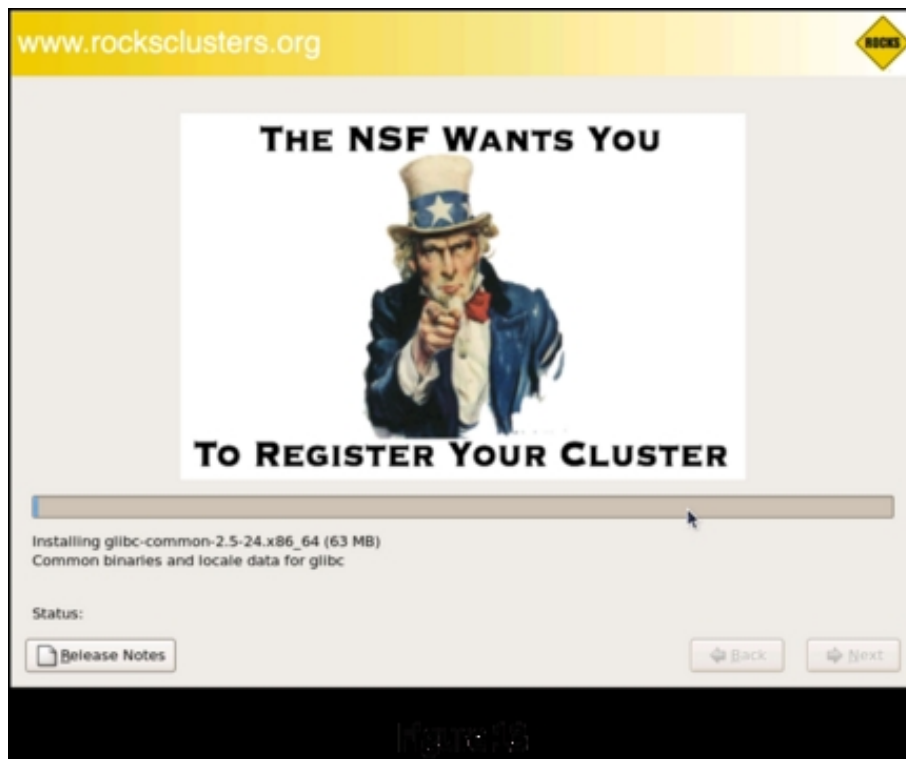 www.rocksclusters.org
ROCKS
THE NSF WANTS YOU
TO REGISTER YOUR CLUSTER
Installing glibc-common-2.5-24.x86_64 (63 MB)
Common binaries and locale data for glibc
Status:
Release Notes
Back
Next